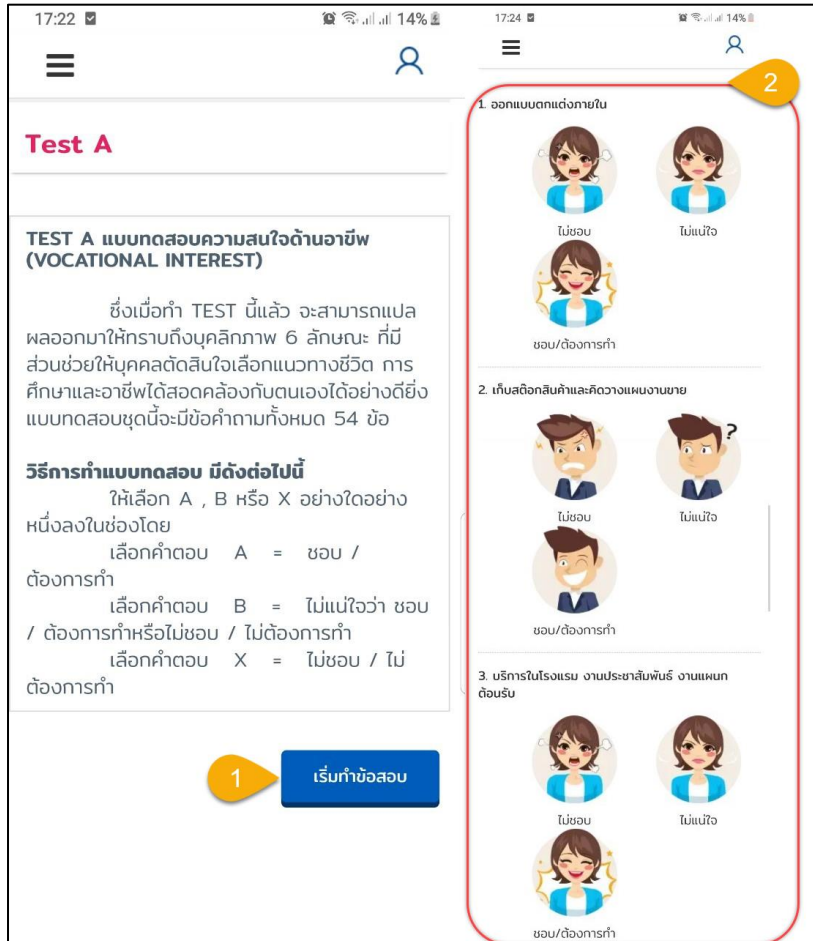 17:22
14%
Test A
TEST A แบบทดสอบความสนใจด้านอาชีพ
(VOCATIONAL INTEREST)
ซึ่งเมื่อทำ TEST นี้แล้ว จะสามารถแปล
ผลออกมาให้ทราบถึงบุคลิกภาพ 6 ลักษณะ ที่มี
ส่วนช่วยให้บุคคลตัดสินใจเลือกแนวทางชีวิต การ
ศึกษาและอาชีพได้สอดคล้องกับตนเองได้อย่างดียิ่ง
แบบทดสอบชุดนี้จะมีข้อคำถามทั้งหมด 54 ข้อ
วิธีการทำแบบทดสอบ มีดังต่อไปนี้
ให้เลือก A , B หรือ X อย่างใดอย่าง
หนึ่งลงในช่องโดย
เลือกคำตอบ A = ชอบ /
ต้องการทำ
เลือกคำตอบ B = ไม่แน่ใจว่า ชอบ
/ ต้องการทำหรือไม่ชอบ / ไม่ต้องการทำ
เลือกคำตอบ X = ไม่ชอบ / ไม่
ต้องการทำ
1
เริ่มทำข้อสอบ
17:24
14%
2
1. ออกแบบตกแต่งภายใน
ไม่ชอบ ไม่แน่ใจ
ชอบ/ต้องการทำ
2. เก็บสต๊อกสินค้าและคิดวางแผนงานขาย
?
ไม่ชอบ ไม่แน่ใจ
ชอบ/ต้องการทำ
3. บริการในโรงแรม งานประชาสัมพันธ์ งานแผนก
ต้อนรับ
ไม่ชอบ ไม่แน่ใจ
ชอบ/ต้องการทำ